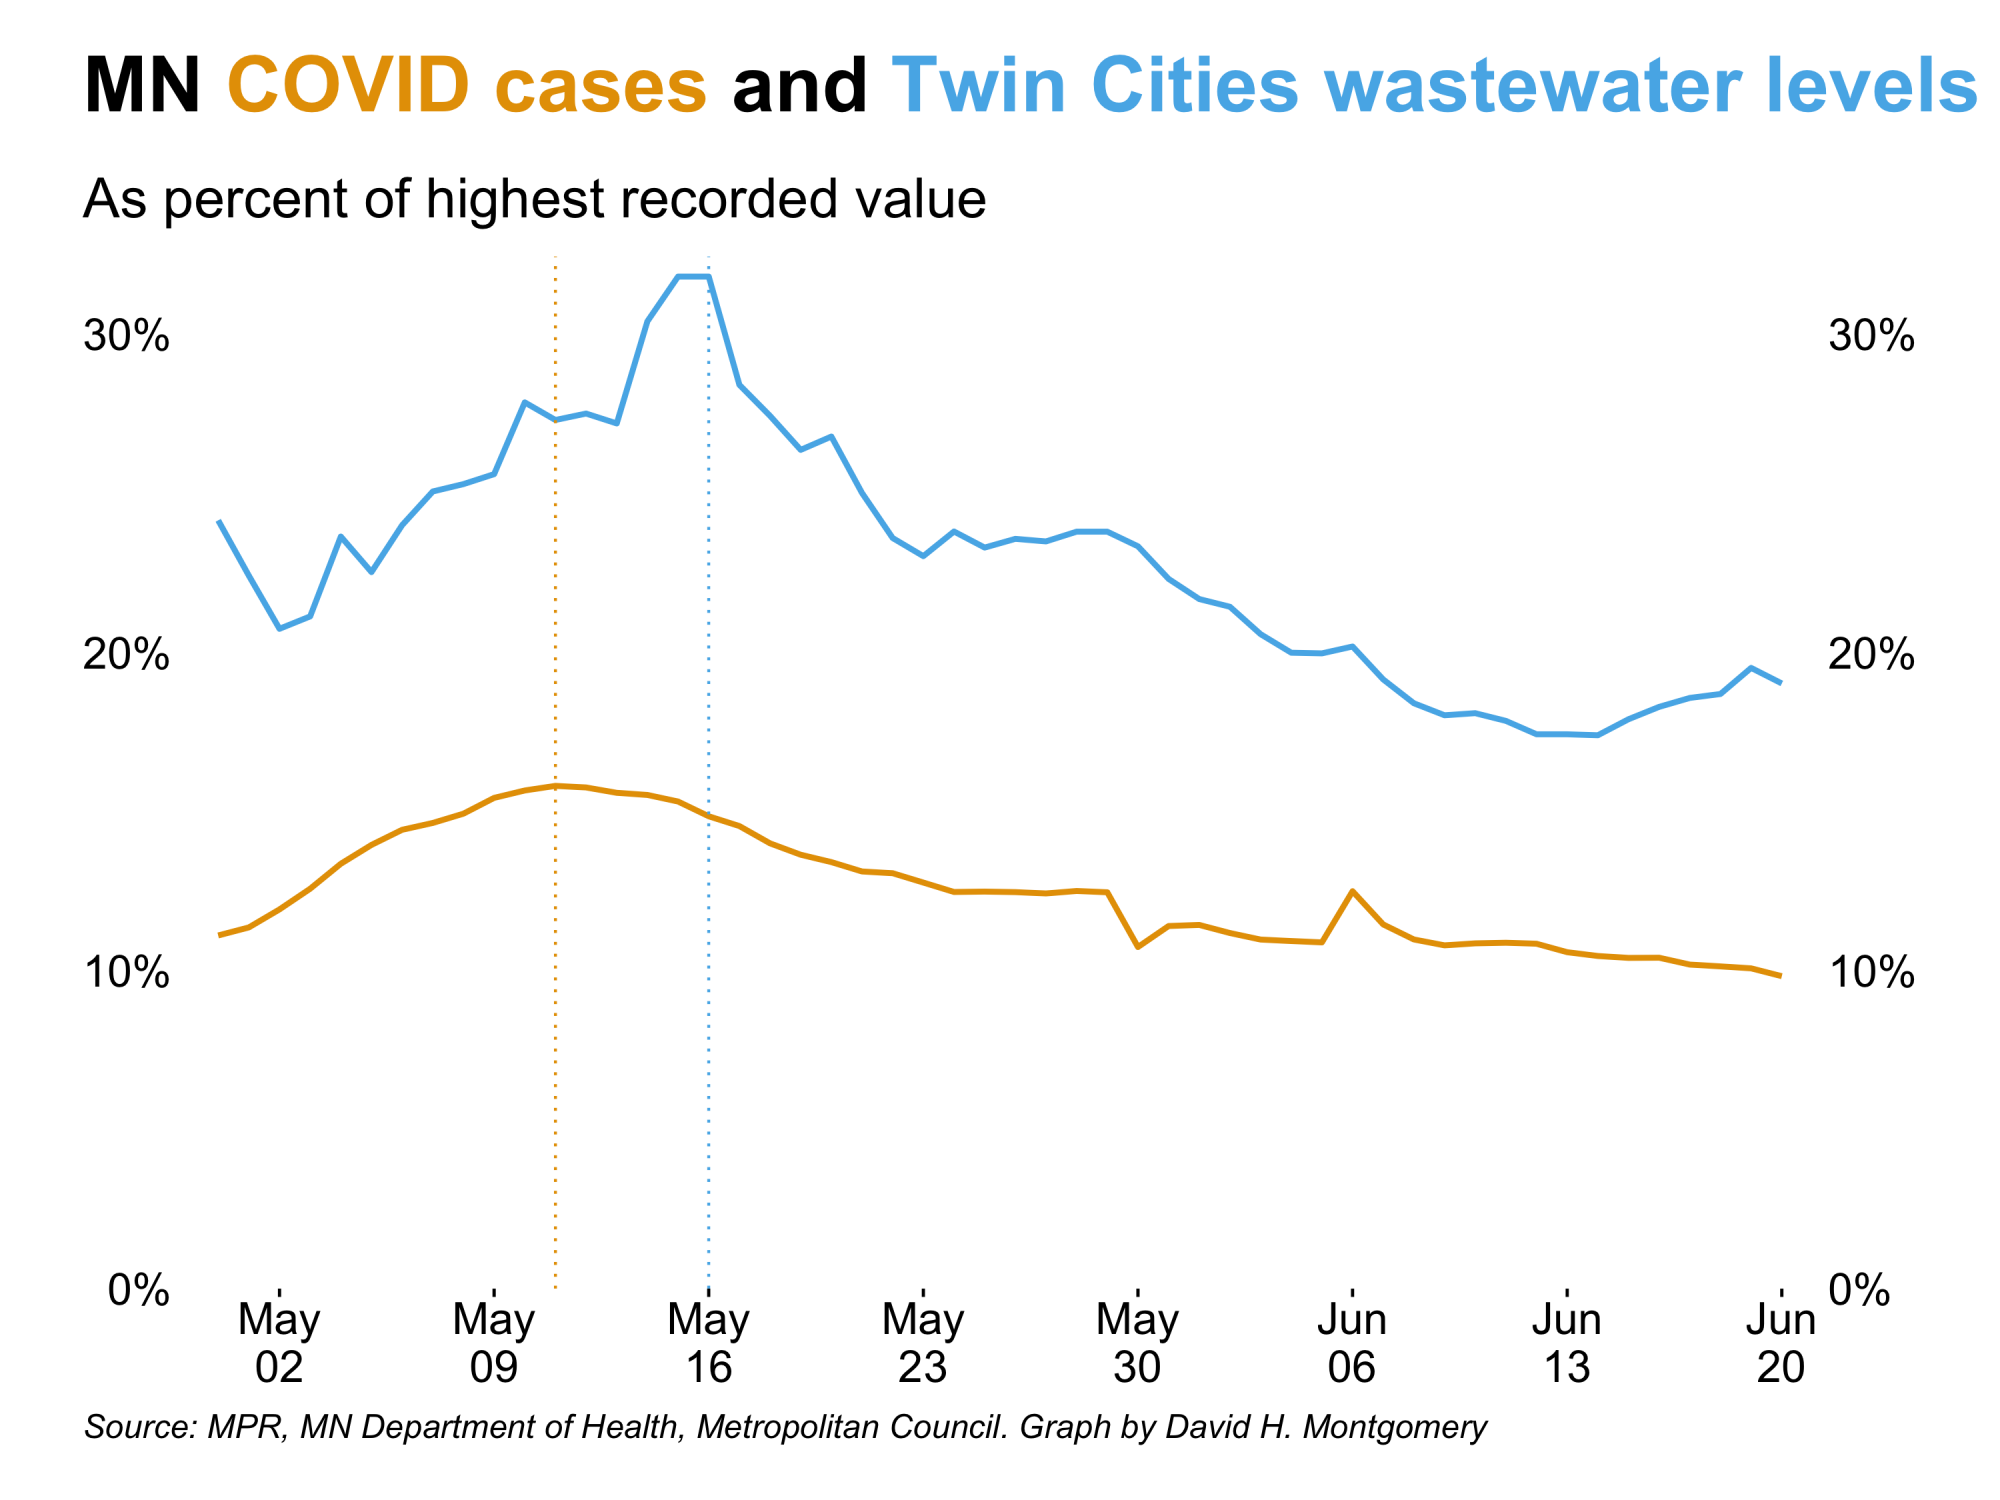 MN COVID cases and Twin Cities wastewater levels
As percent of highest recorded value
30% 30%
20% 20%
10% 10%
0% 0%
May May May May May Jun Jun Jun
02 09 16 23 30 06 13 20
Source: MPR, MN Department of Health, Metropolitan Council. Graph by David H. Montgomery